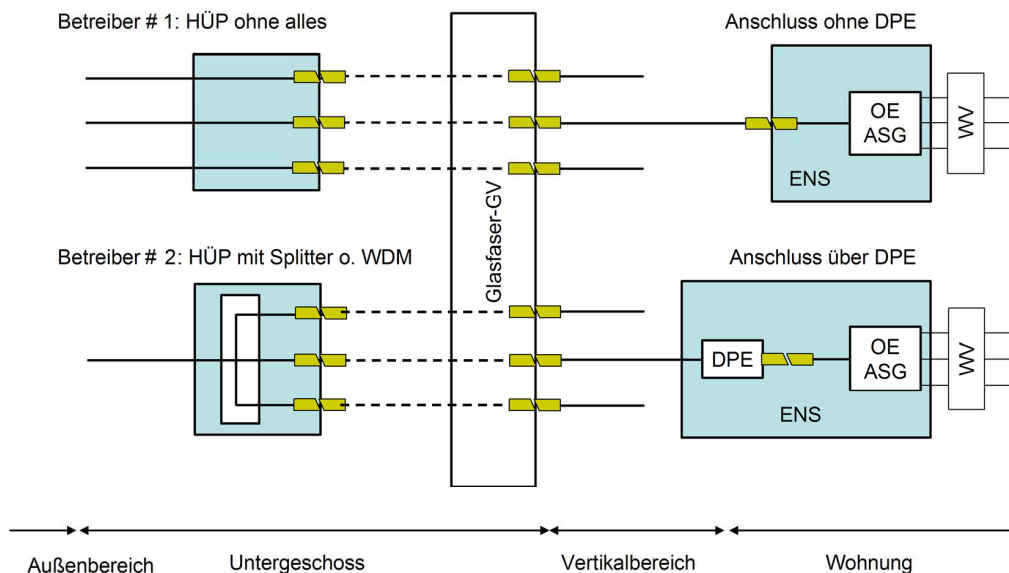 Betreiber # 1: HÜP ohne alles
Anschluss ohne DPE
OE
ASG
WV
ENS
Glasfaser-GV
Betreiber # 2: HÜP mit Splitter o. WDM
Anschluss über DPE
DPE
OE
ASG
WV
ENS
Außenbereich
Untergeschoss
Vertikalbereich
Wohnung